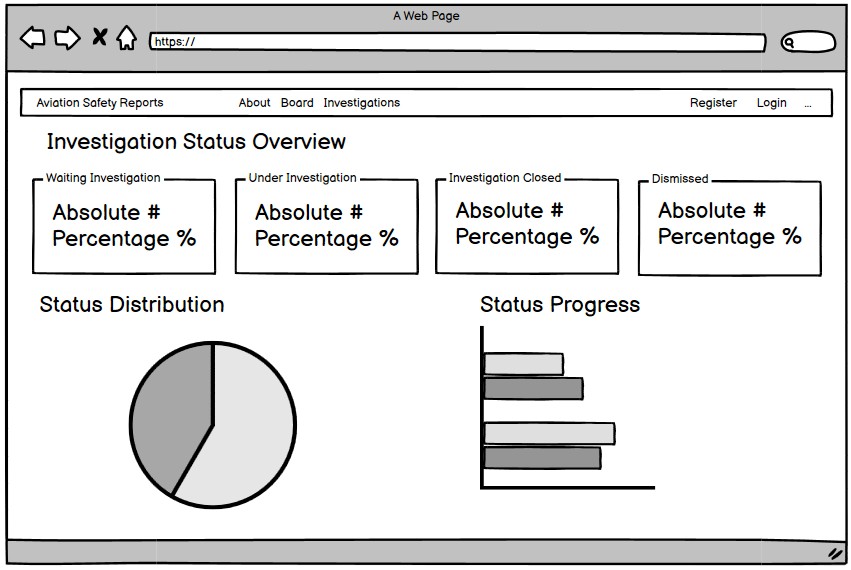 A Web Page
https://
Aviation Safety Reports About Board Investigations Register Login ...
Investigation Status Overview
Waiting Investigation Under Investigation Investigation Closed Dismissed
Absolute # Absolute # Absolute # Absolute #
Percentage % Percentage % Percentage % Percentage %
Status Distribution Status Progress